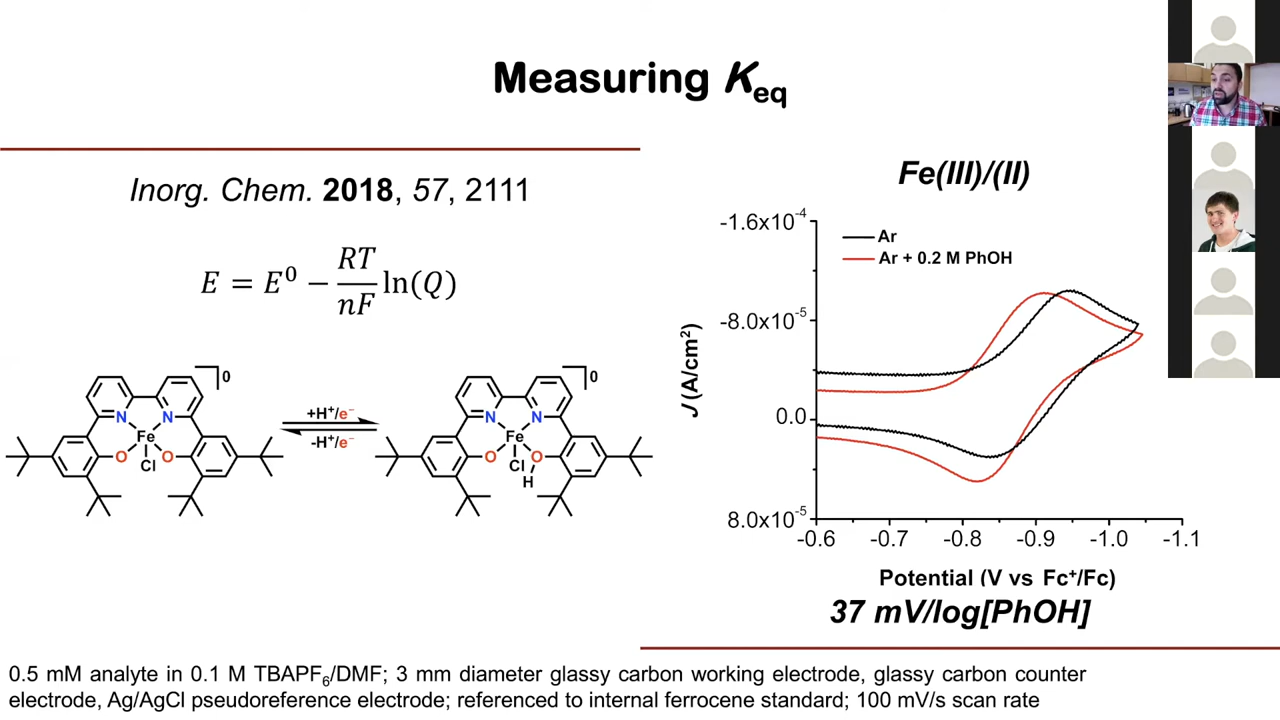 Measuring Keq
Inorg. Chem. 2018, 57, 2111
E = E⁰ − RT/nF ln(Q)
]⁰
N N
Fe
O O
Cl
+H⁺/e⁻
-H⁺/e⁻
]⁰
N N
Fe
O O
Cl
H
Fe(III)/(II)
-1.6x10⁻⁴
Ar
Ar + 0.2 M PhOH
-8.0x10⁻⁵
J (A/cm²)
0.0
8.0x10⁻⁵
-0.6 -0.7 -0.8 -0.9 -1.0 -1.1
Potential (V vs Fc⁺/Fc)
37 mV/log[PhOH]
0.5 mM analyte in 0.1 M TBAPF₆/DMF; 3 mm diameter glassy carbon working electrode, glassy carbon counter
electrode, Ag/AgCl pseudoreference electrode; referenced to internal ferrocene standard; 100 mV/s scan rate